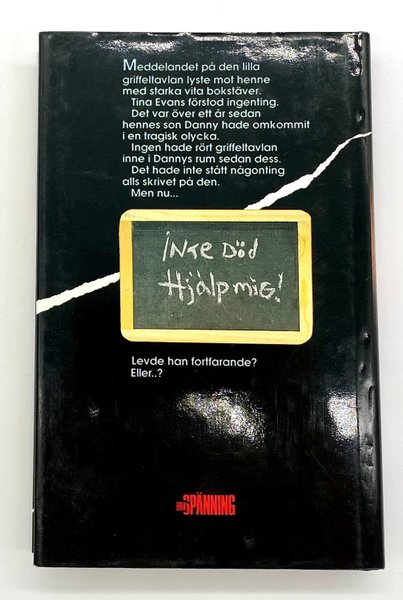 Meddelandet på den lilla
griffeltavlan lyste mot henne
med starka vita bokstäver.
Tina Evans förstod ingenting.
Det var över ett år sedan
hennes son Danny hade omkommit
i en tragisk olycka.
Ingen hade rört griffeltavlan
inne i Dannys rum sedan dess.
Det hade inte stått någonting
alls skrivet på den.
Men nu...
iNte Död
Hjälp mig!
Levde han fortfarande?
Eller..?
SPÄNNING